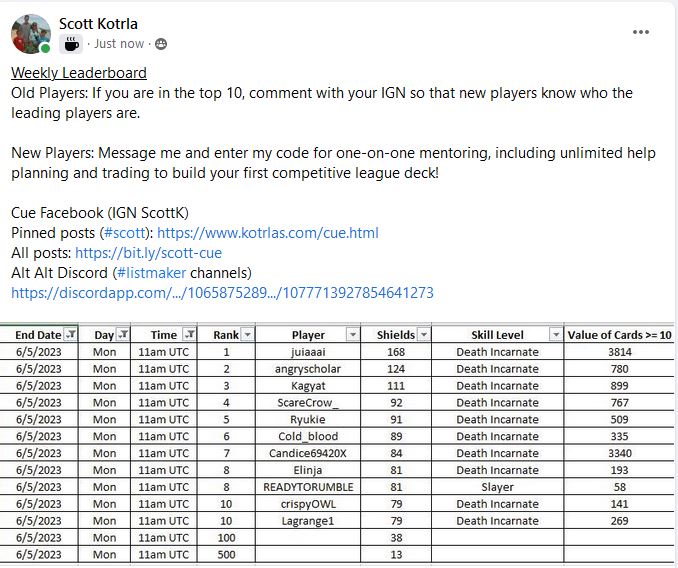 Scott Kotrla
· Just now ·
Weekly Leaderboard
Old Players: If you are in the top 10, comment with your IGN so that new players know who the
leading players are.
New Players: Message me and enter my code for one-on-one mentoring, including unlimited help
planning and trading to build your first competitive league deck!
Cue Facebook (IGN ScottK)
Pinned posts (#scott): https://www.kotrlas.com/cue.html
All posts: https://bit.ly/scott-cue
Alt Alt Discord (#listmaker channels)
https://discordapp.com/.../1065875289.../1077713927854641273
End Date Day Time Rank Player Shields Skill Level Value of Cards >= 10
6/5/2023 Mon 11am UTC 1 juiaaai 168 Death Incarnate 3814
6/5/2023 Mon 11am UTC 2 angryscholar 124 Death Incarnate 780
6/5/2023 Mon 11am UTC 3 Kagyat 111 Death Incarnate 899
6/5/2023 Mon 11am UTC 4 ScareCrow_ 92 Death Incarnate 767
6/5/2023 Mon 11am UTC 5 Ryukie 91 Death Incarnate 509
6/5/2023 Mon 11am UTC 6 Cold_blood 89 Death Incarnate 335
6/5/2023 Mon 11am UTC 7 Candice69420X 84 Death Incarnate 3340
6/5/2023 Mon 11am UTC 8 Elinja 81 Death Incarnate 193
6/5/2023 Mon 11am UTC 8 READYTORUMBLE 81 Slayer 58
6/5/2023 Mon 11am UTC 10 crispyOWL 79 Death Incarnate 141
6/5/2023 Mon 11am UTC 10 Lagrange1 79 Death Incarnate 269
6/5/2023 Mon 11am UTC 100 38
6/5/2023 Mon 11am UTC 500 13